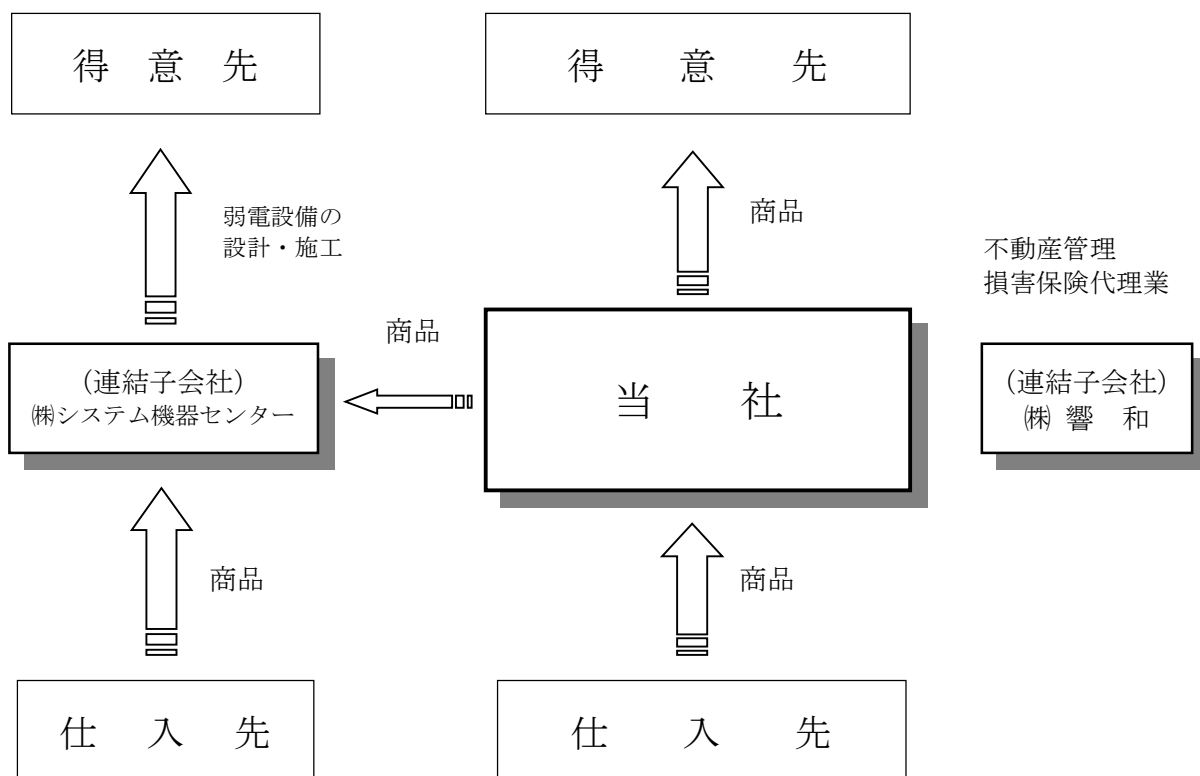 得 意 先
得 意 先
弱電設備の
設計・施工
商品
不動産管理
損害保険代理業
商品
(連結子会社)
㈱システム機器センター
当 社
(連結子会社)
㈱ 響 和
商品
商品
仕 入 先
仕 入 先